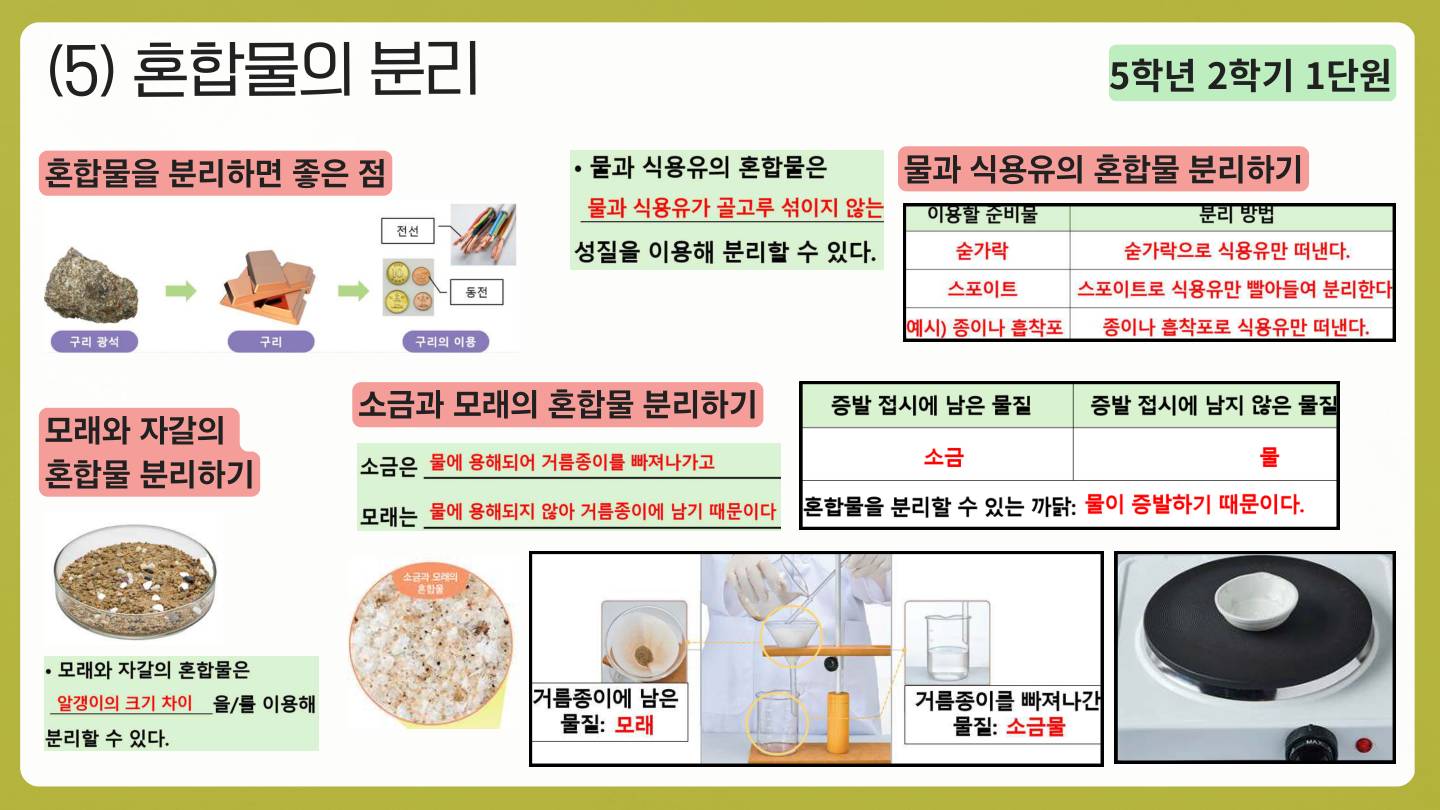 (5) 혼합물의 분리
5학년 2학기 1단원
혼합물을 분리하면 좋은 점
전선
동전
구리 광석
구리
구리의 이용
• 물과 식용유의 혼합물은
물과 식용유가 골고루 섞이지 않는
성질을 이용해 분리할 수 있다.
물과 식용유의 혼합물 분리하기
이용할 준비물 분리 방법
숟가락 숟가락으로 식용유만 떠낸다.
스포이트 스포이트로 식용유만 빨아들여 분리한다
예시) 종이나 흡착포 종이나 흡착포로 식용유만 떠낸다.
모래와 자갈의
혼합물 분리하기
• 모래와 자갈의 혼합물은
알갱이의 크기 차이 을/를 이용해
분리할 수 있다.
소금과 모래의 혼합물 분리하기
소금은 물에 용해되어 거름종이를 빠져나가고
모래는 물에 용해되지 않아 거름종이에 남기 때문이다
증발 접시에 남은 물질 증발 접시에 남지 않은 물질
소금 물
혼합물을 분리할 수 있는 까닭: 물이 증발하기 때문이다.
소금과 모래의
혼합물
거름종이에 남은
물질: 모래
거름종이를 빠져나간
물질: 소금물
MAX